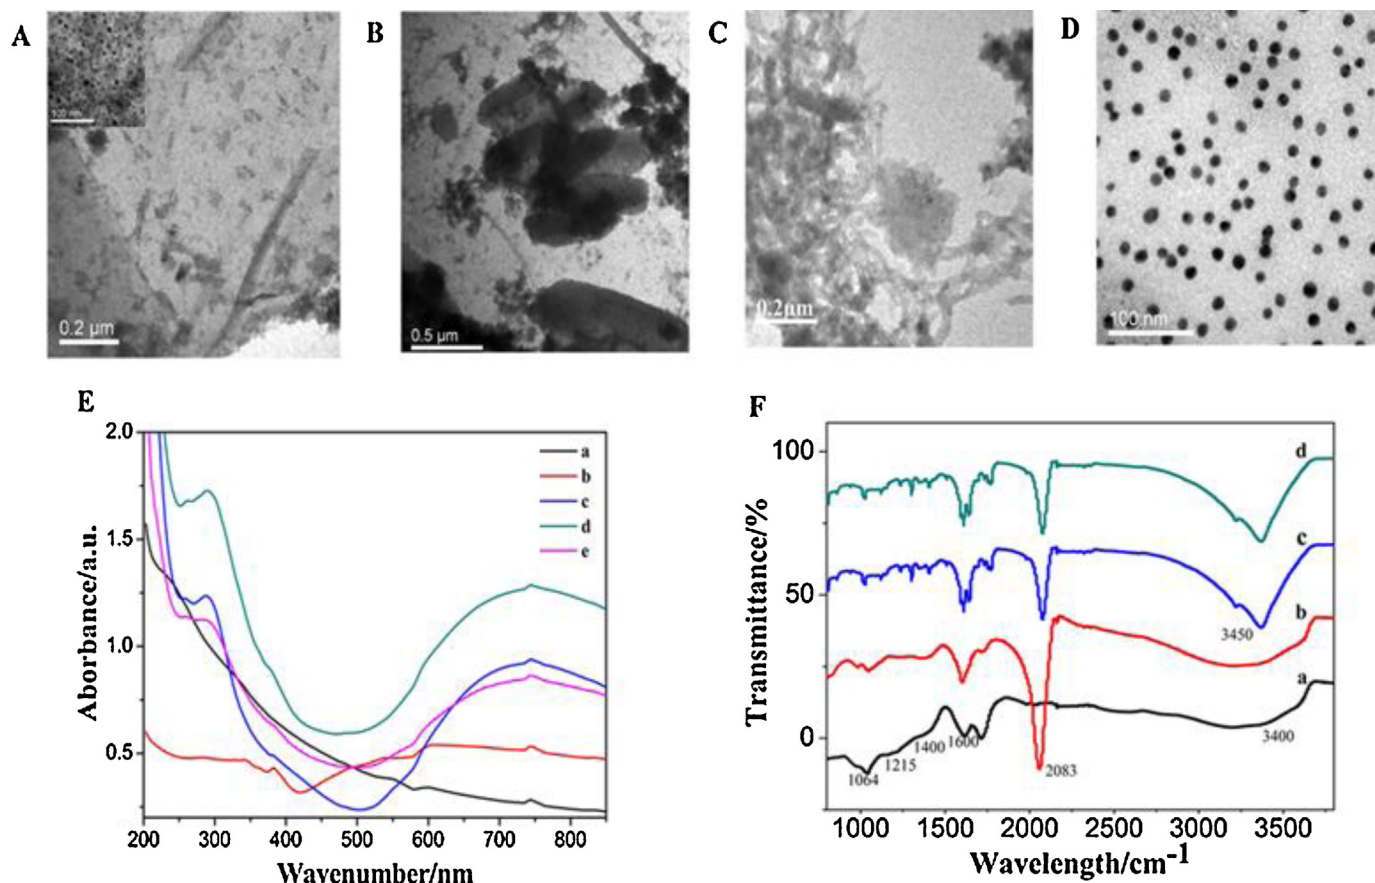 A
B
C
D
100 nm
0.2 µm
0.5 µm
0.2µm
100 nm
E
2.0
1.5
1.0
0.5
Aborbance/a.u.
a
b
c
d
e
200 300 400 500 600 700 800
Wavenumber/nm
F
100
50
0
Transmittance/%
d
c
3450
b
a
1064
1215
1400
1600
2083
3400
1000 1500 2000 2500 3000 3500
Wavelength/cm-1